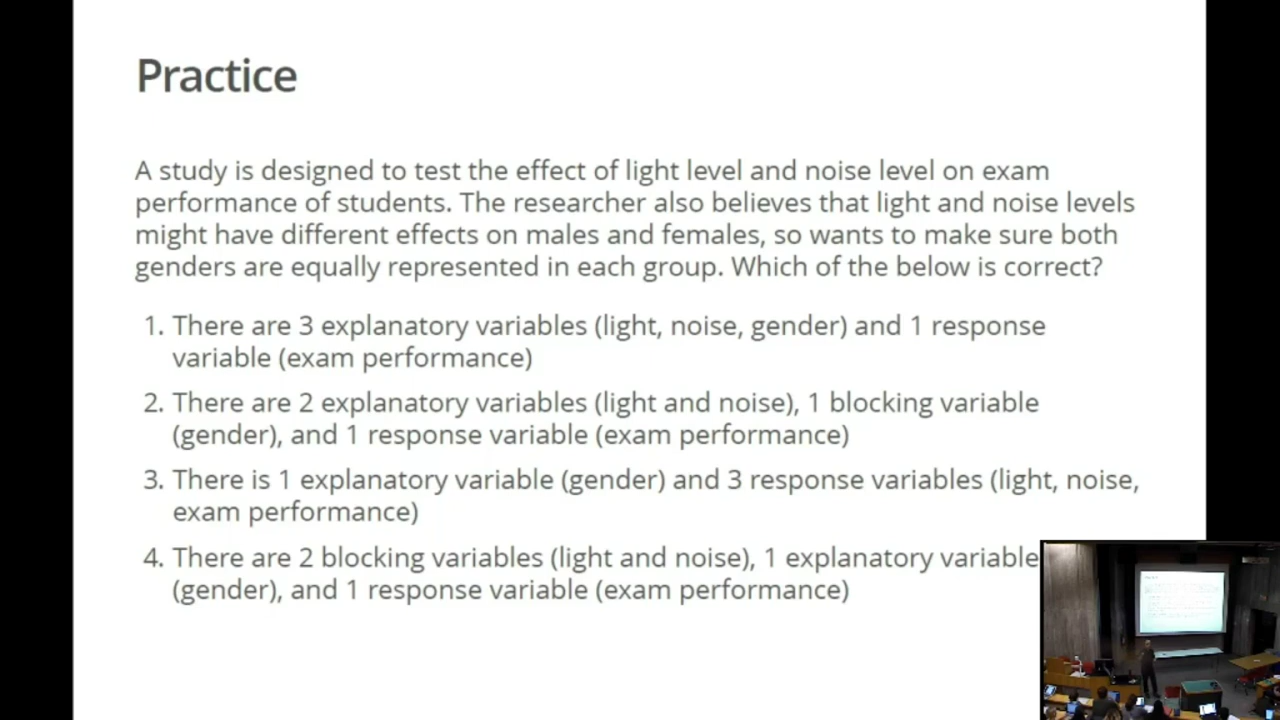 Practice
A study is designed to test the effect of light level and noise level on exam
performance of students. The researcher also believes that light and noise levels
might have different effects on males and females, so wants to make sure both
genders are equally represented in each group. Which of the below is correct?
1. There are 3 explanatory variables (light, noise, gender) and 1 response
variable (exam performance)
2. There are 2 explanatory variables (light and noise), 1 blocking variable
(gender), and 1 response variable (exam performance)
3. There is 1 explanatory variable (gender) and 3 response variables (light, noise,
exam performance)
4. There are 2 blocking variables (light and noise), 1 explanatory variable
(gender), and 1 response variable (exam performance)